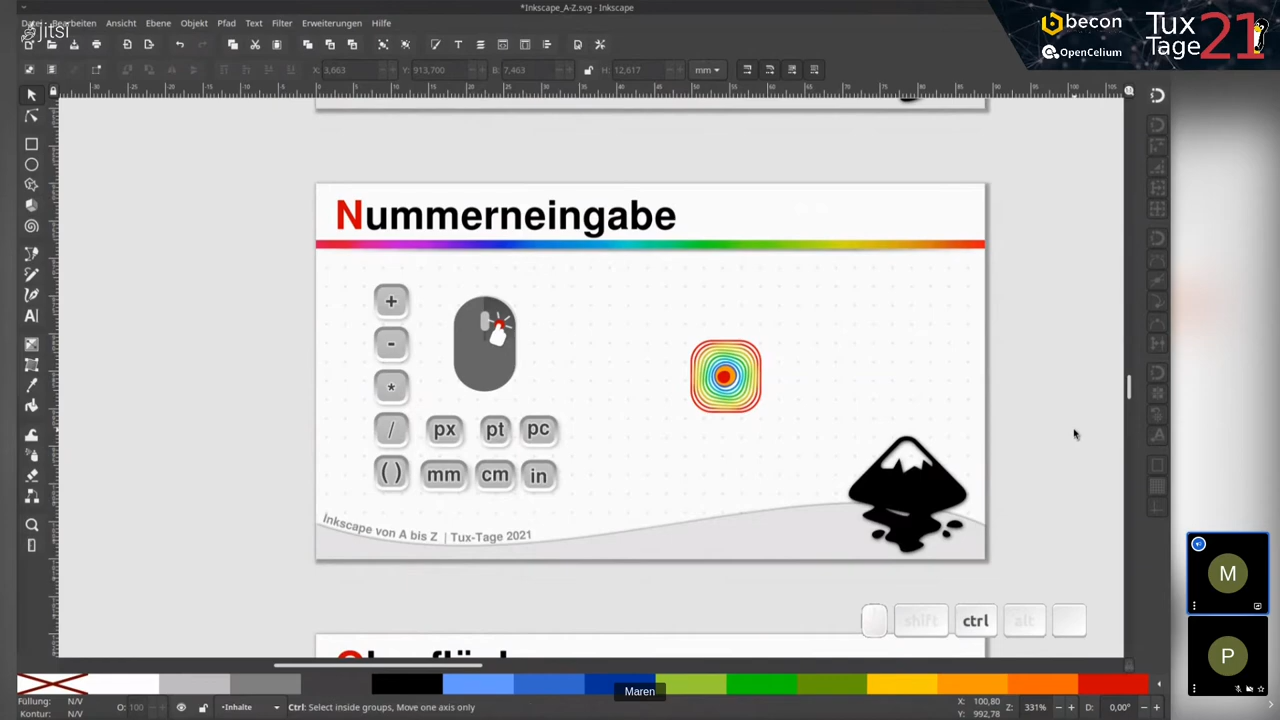 *Inkscape_A-Z.svg - Inkscape
Bearbeiten Ansicht Ebene Objekt Pfad Text Filter Erweiterungen Hilfe
jitsi
becon
OpenCelium
Tux
Tage
21
X: 3,663
Y: 913,700
B: 7,463
H: 12,617
mm
Nummerneingabe
+
-
*
/ px pt pc
() mm cm in
Inkscape von A bis Z | Tux-Tage 2021
shift ctrl alt
M
P
Maren
Füllung: N/V
Kontur: N/V
O: 100
-Inhalte
Ctrl: Select inside groups, Move one axis only
X: 100,80
Y: 992,78
Z: 331%
D: 0,00°